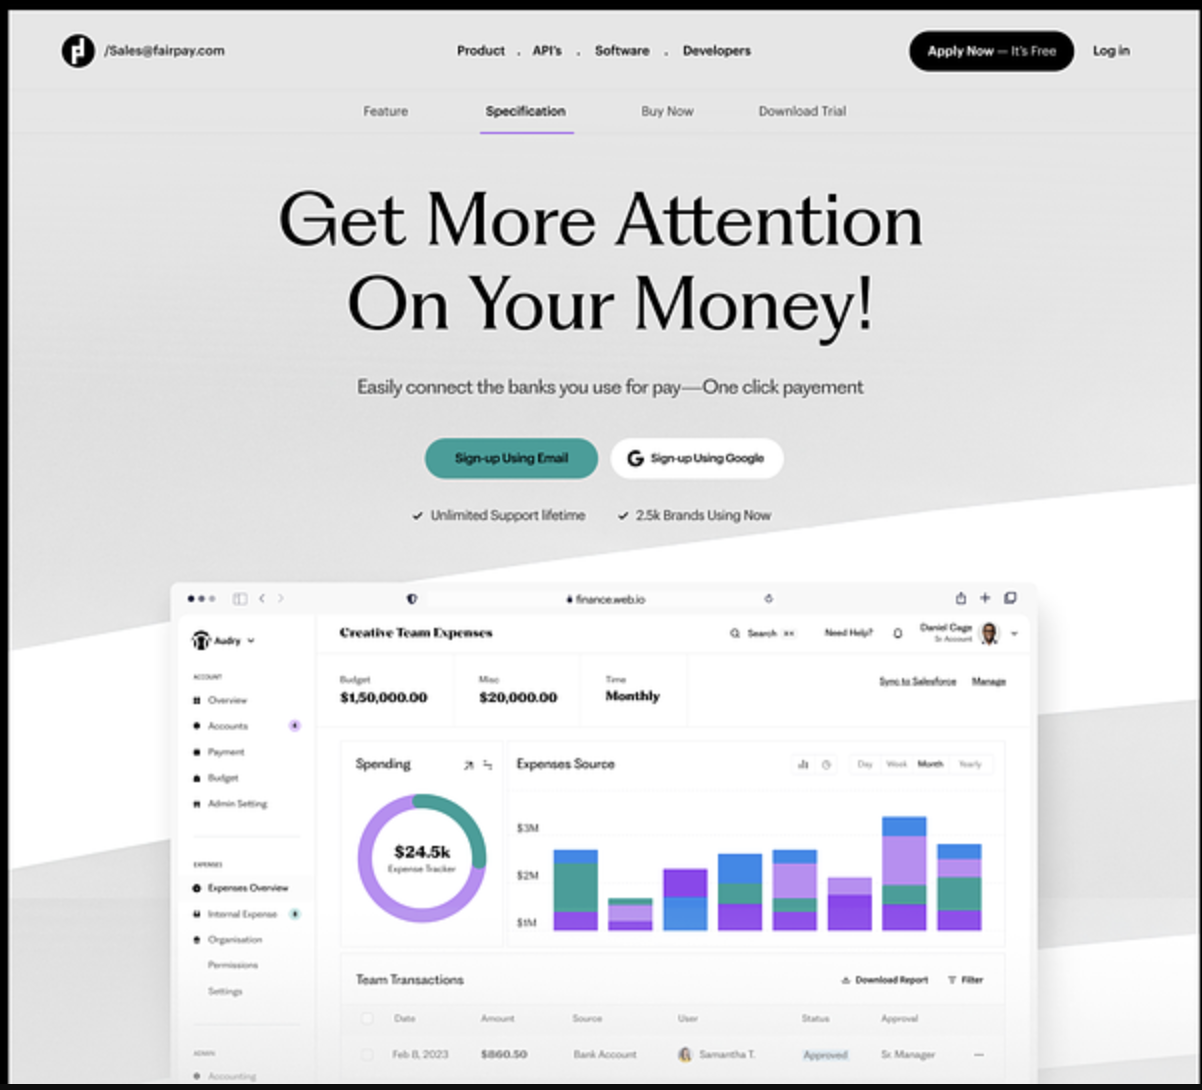 /Sales@fairpay.com
Product . API's . Software . Developers
Apply Now — It's Free
Log in
Feature
Specification
Buy Now
Download Trial
Get More Attention
On Your Money!
Easily connect the banks you use for pay—One click payement
Sign-up Using Email
G Sign-up Using Google
Unlimited Support lifetime
2.5k Brands Using Now
finance.web.io
Audry
Creative Team Expenses
Search
Need Help?
Daniel Cage
Sr. Account
ACCOUNT
Overview
Accounts
Payment
Budget
Admin Setting
EXPENSES
Expenses Overview
Internal Expense
Organisation
Permissions
Settings
ADMIN
Accounting
Budget
$1,50,000.00
Misc
$20,000.00
Time
Monthly
Sync to Salesforce
Manage
Spending
$24.5k
Expense Tracker
Expenses Source
Day Week Month Yearly
$3M
$2M
$1M
Team Transactions
Download Report
Filter
Date Amount Source User Status Approval
Feb 8, 2023 $860.50 Bank Account Samantha T. Approved Sr. Manager